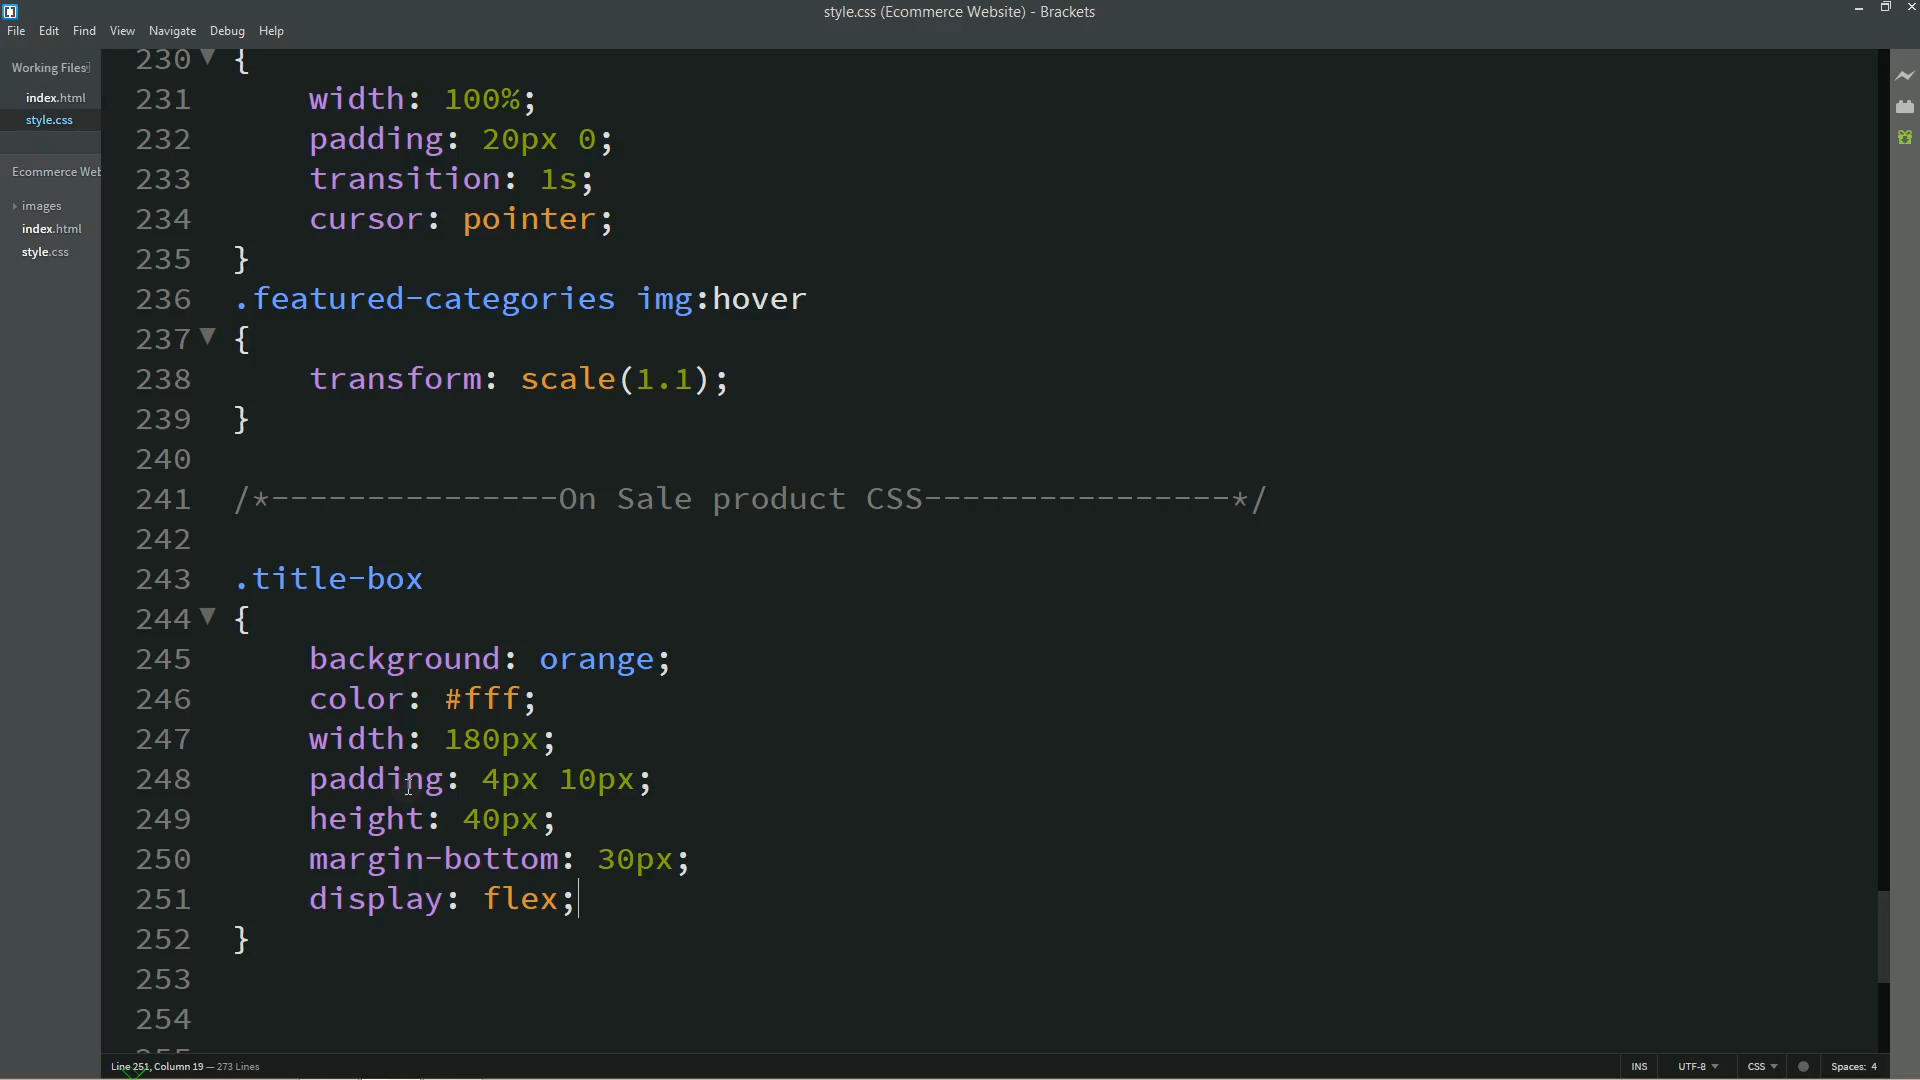 style.css (Ecommerce Website) - Brackets
File Edit Find View Navigate Debug Help
Working Files
index.html
style.css
Ecommerce Web
images
index.html
style.css
230 {
231 width: 100%;
232 padding: 20px 0;
233 transition: 1s;
234 cursor: pointer;
235 }
236 .featured-categories img:hover
237 {
238 transform: scale(1.1);
239 }
240
241 /*---------------On Sale product CSS----------------*/
242
243 .title-box
244 {
245 background: orange;
246 color: #fff;
247 width: 180px;
248 padding: 4px 10px;
249 height: 40px;
250 margin-bottom: 30px;
251 display: flex;
252 }
253
254
255
Line 251, Column 19 — 273 Lines
INS UTF-8 CSS Spaces: 4